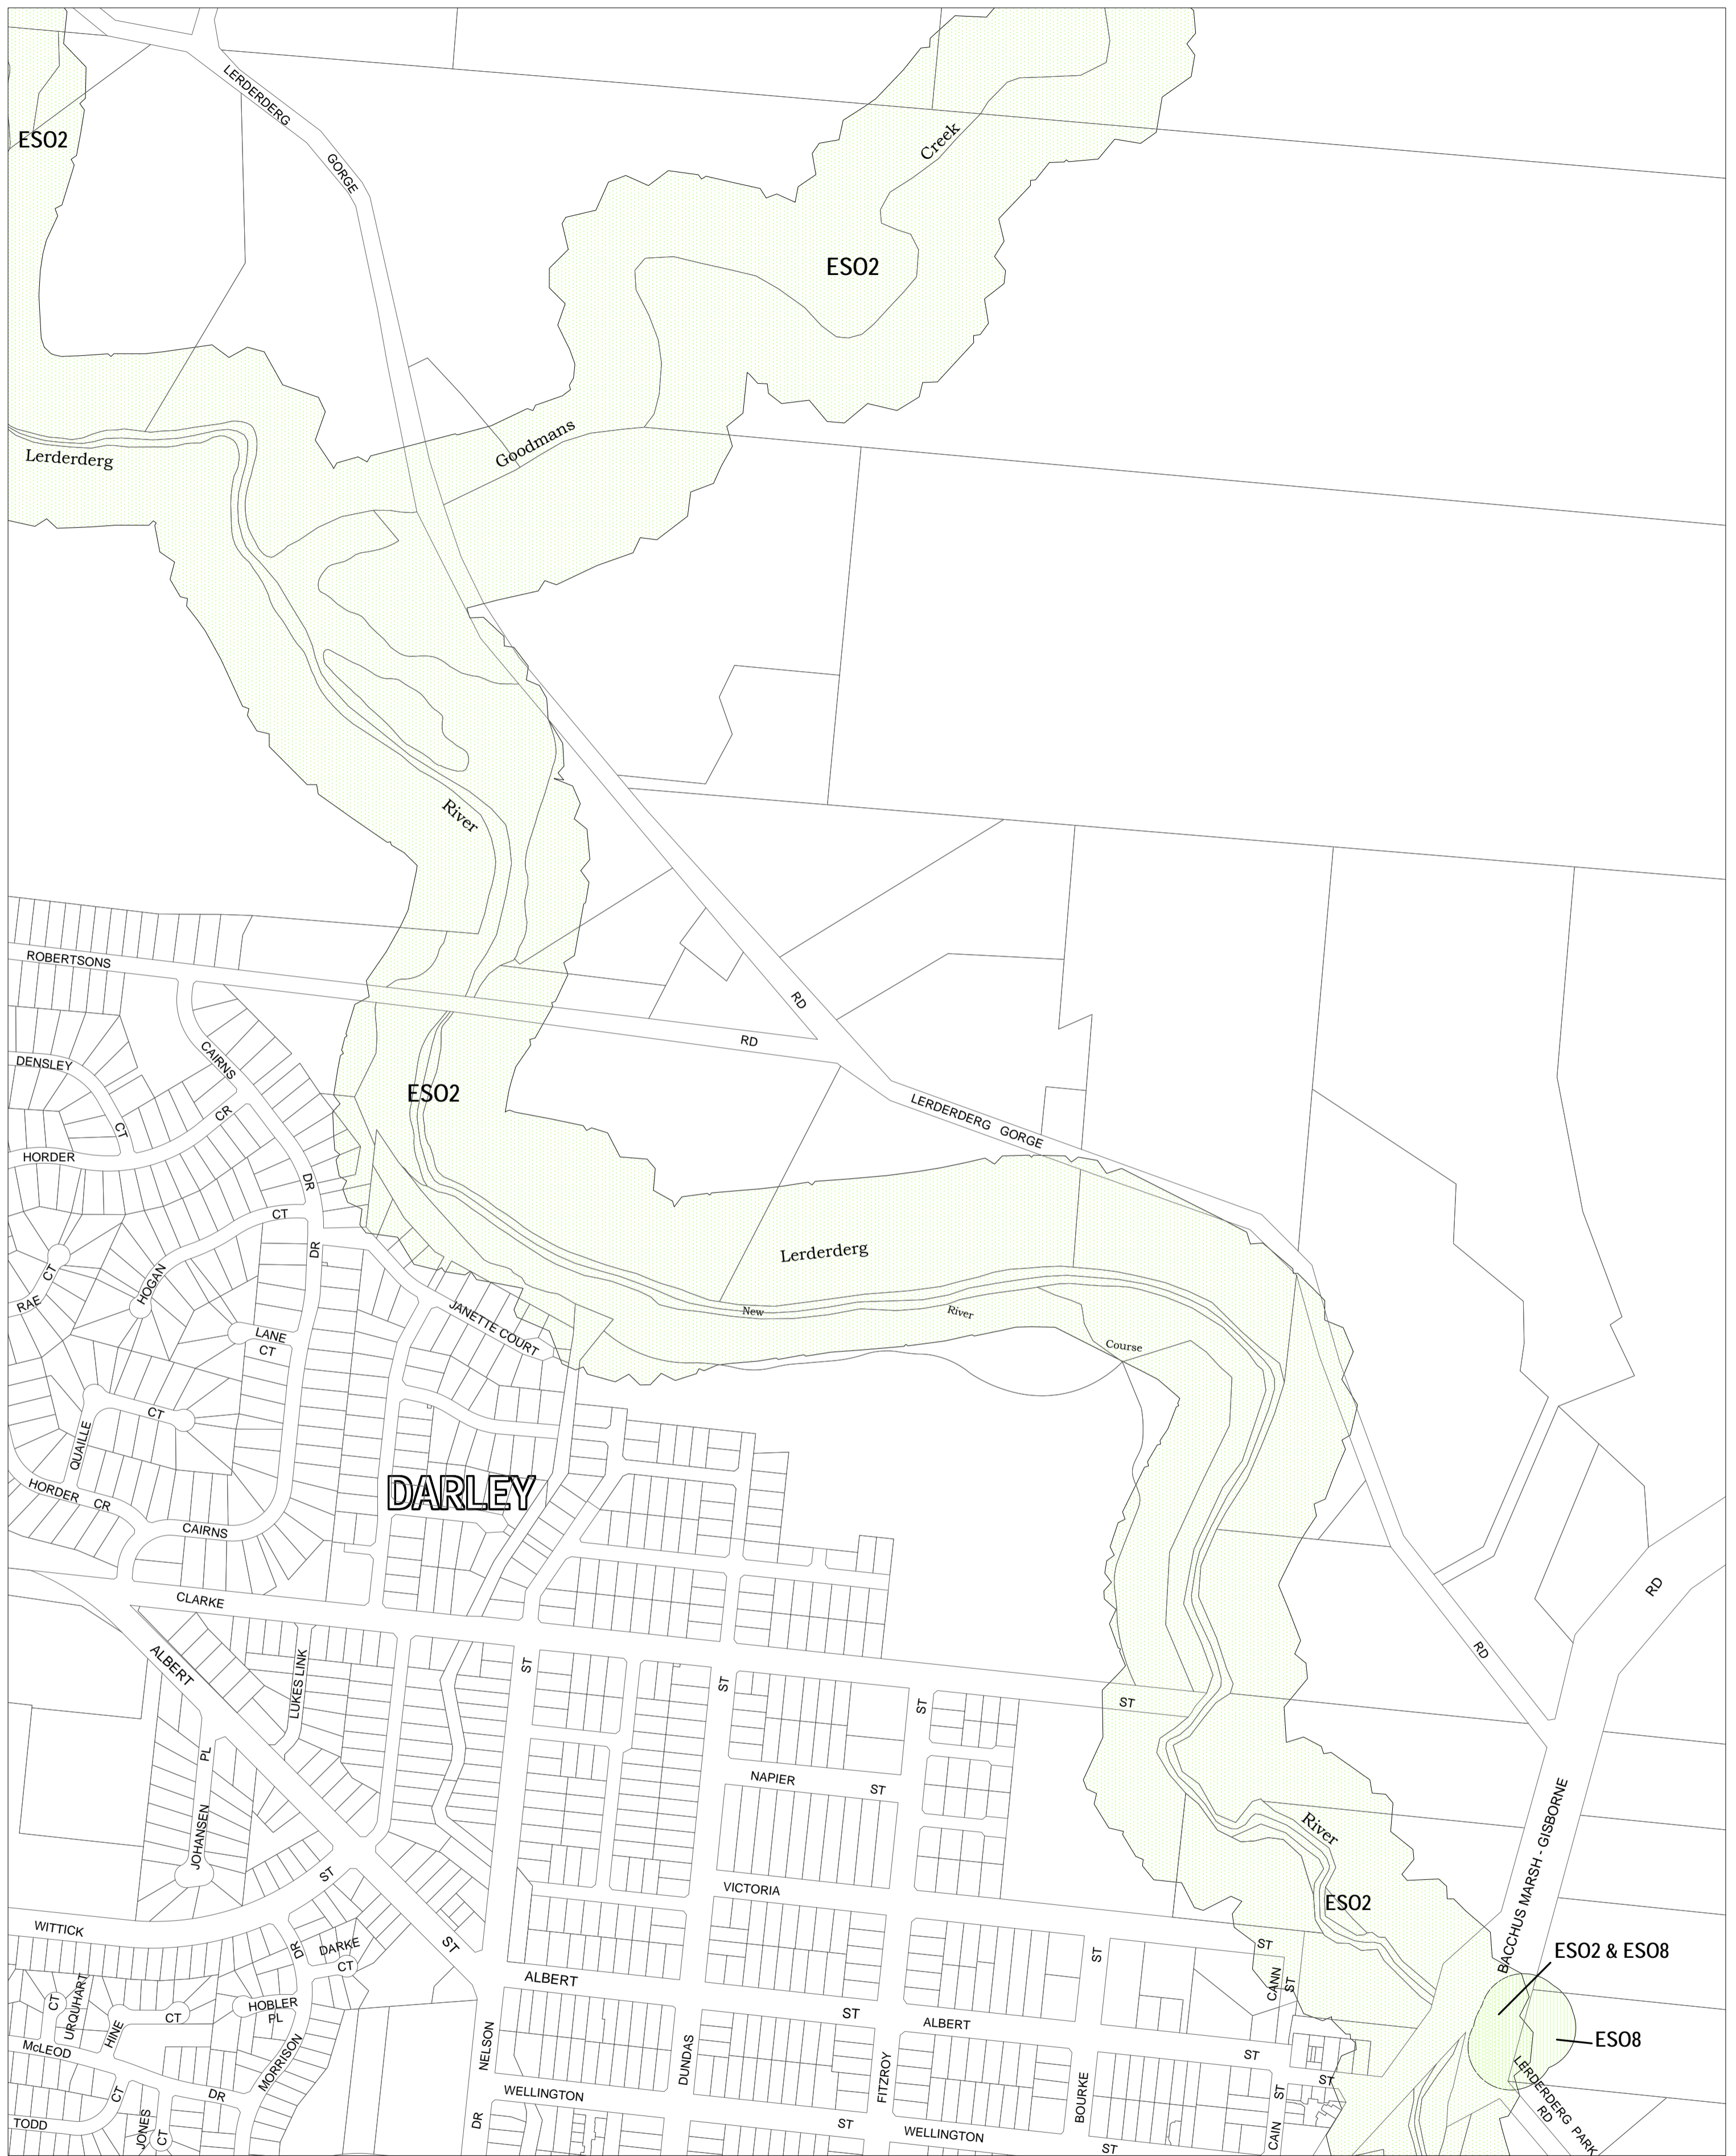 LERDERDERG
GORGE
ESO2
Creek
ESO2
Goodmans
Lerderderg
River
ROBERTSONS
RD
RD
DENSLEY
CT
CAIRNS
CR
ESO2
LERDERDERG GORGE
HORDER
DR
CT
DR
Lerderderg
CT
HOGAN
RAE
New
River
JANETTE COURT
LANE
CT
Course
CT
QUAILLE
DARLEY
HORDER CR
CAIRNS
RD
CLARKE
RD
ALBERT
LUKES LINK
ST
ST
ST
ST
PL
NAPIER
ST
BACCHUS MARSH - GISBORNE
River
JOHANSEN
ST
VICTORIA
ESO2
WITTICK
DR
DARKE
CT
ST
ST
ST
ESO2 & ESO8
ALBERT
CANN
ST
CT
URQUHART
HINE
CT
HOBLER
PL
ST
ALBERT
ESO8
McLEOD
MORRISON
NELSON
DUNDAS
FITZROY
ST
LERDERDERG PARK
RD
CT
DR
WELLINGTON
BOURKE
ST
ST
TODD
JONES
CT
DR
ST
WELLINGTON
CAIN
ST